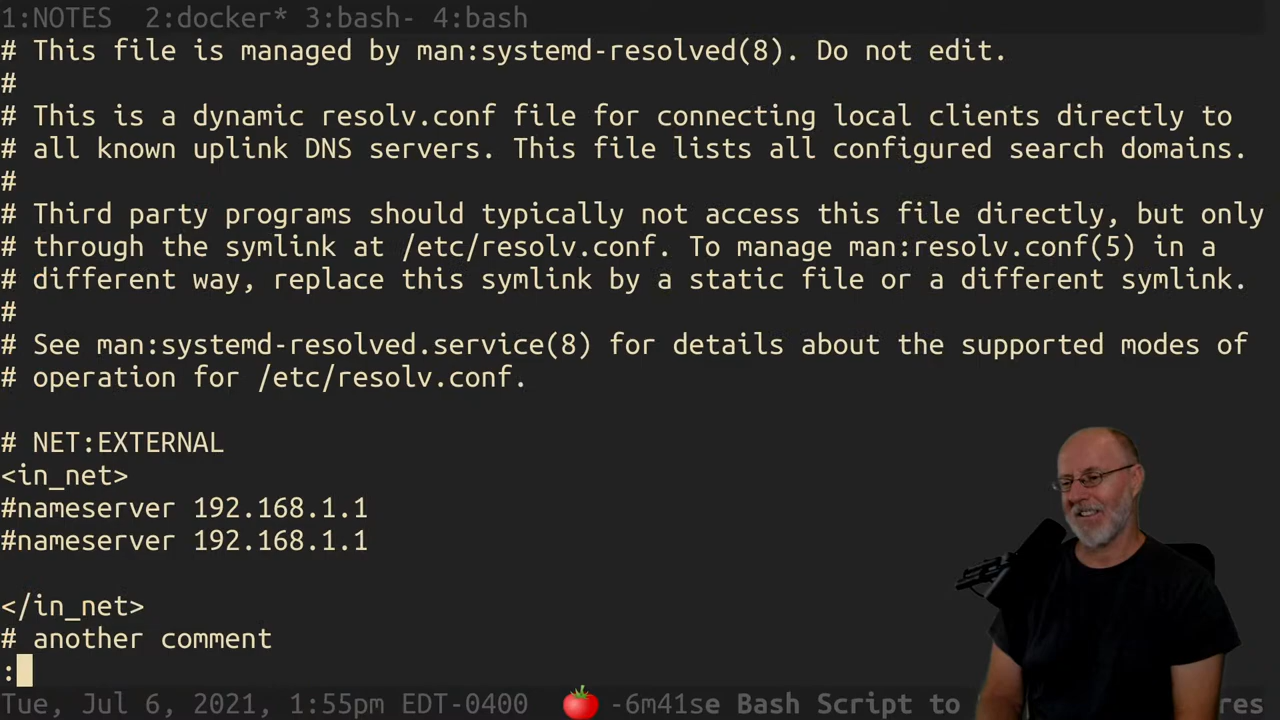 1:NOTES 2:docker* 3:bash- 4:bash
# This file is managed by man:systemd-resolved(8). Do not edit.
#
# This is a dynamic resolv.conf file for connecting local clients directly to
# all known uplink DNS servers. This file lists all configured search domains.
#
# Third party programs should typically not access this file directly, but only
# through the symlink at /etc/resolv.conf. To manage man:resolv.conf(5) in a
# different way, replace this symlink by a static file or a different symlink.
#
# See man:systemd-resolved.service(8) for details about the supported modes of
# operation for /etc/resolv.conf.
# NET:EXTERNAL
<in_net>
#nameserver 192.168.1.1
#nameserver 192.168.1.1
</in_net>
# another comment
:
Tue, Jul 6, 2021, 1:55pm EDT-0400 🍅 -6m41se Bash Script to res